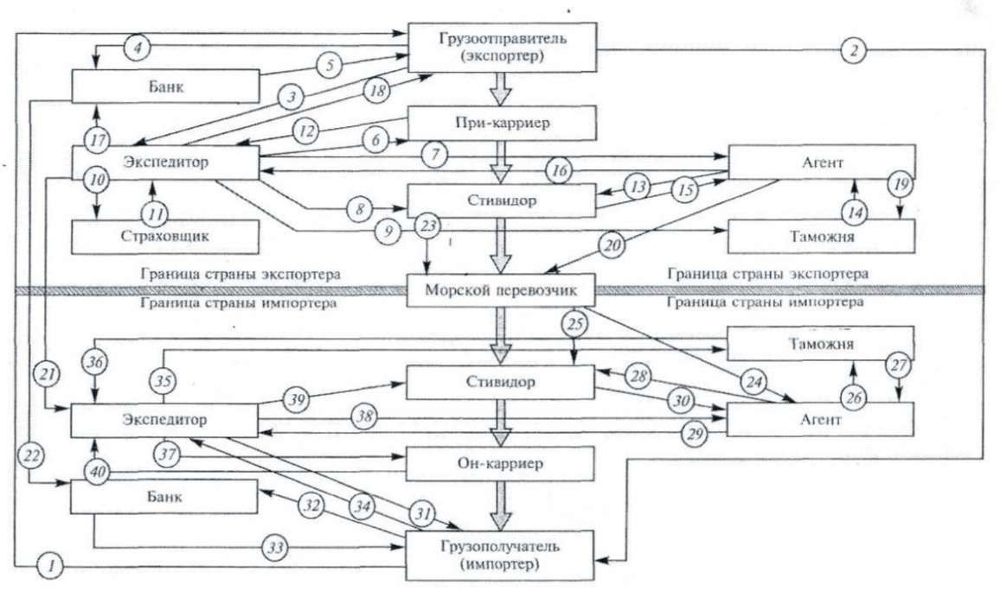 Грузоотправитель
(экспортер)
4
2
5
Банк
3
18
При-карриер
17
12
6
Экспедитор
7
Агент
10
16
13
15
19
8
Стивидор
11
9
23
14
Страховщик
Таможня
20
Граница страны экспортера
Граница страны экспортера
Морской перевозчик
Граница страны импортера
Граница страны импортера
25
Таможня
36
35
21
28
24
27
Стивидор
39
30
26
Экспедитор
38
Агент
29
22
37
Он-карриер
40
Банк
32
34
31
33
Грузополучатель
(импортер)
1